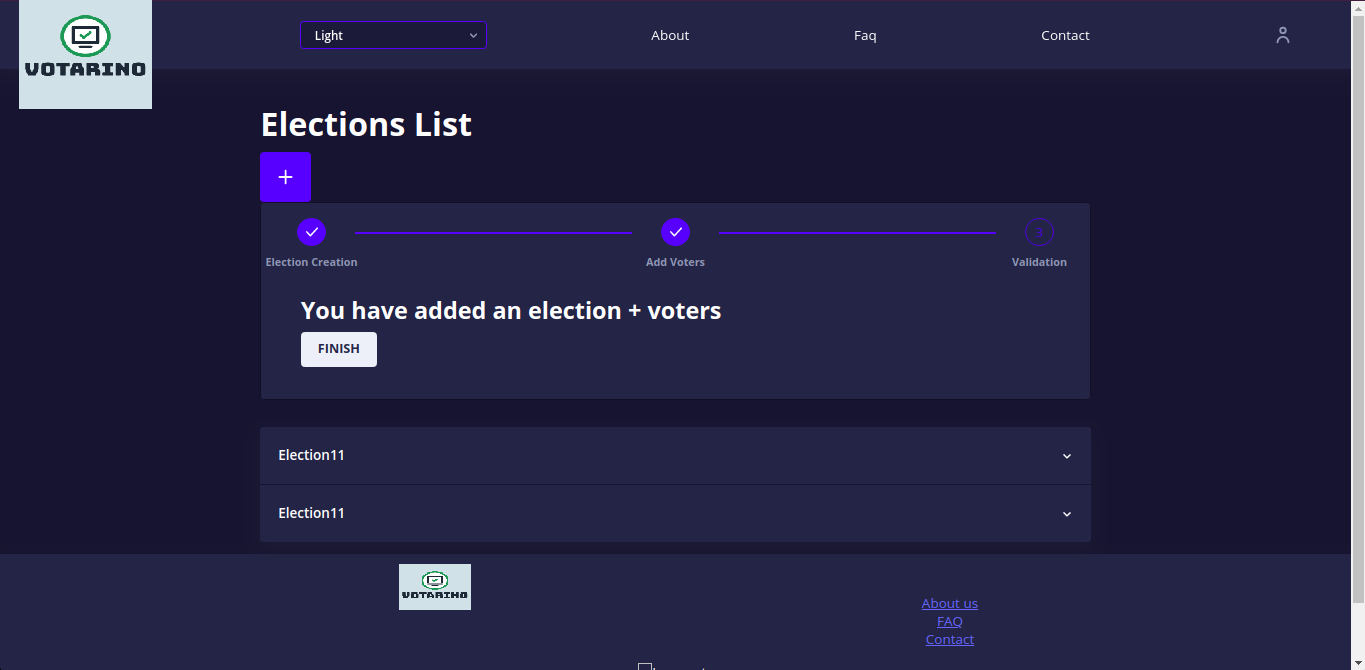 VOTARINO
Light
About
Faq
Contact
Elections List
+
3
Election Creation
Add Voters
Validation
You have added an election + voters
FINISH
Election11
Election11
VOTARINO
About us
FAQ
Contact